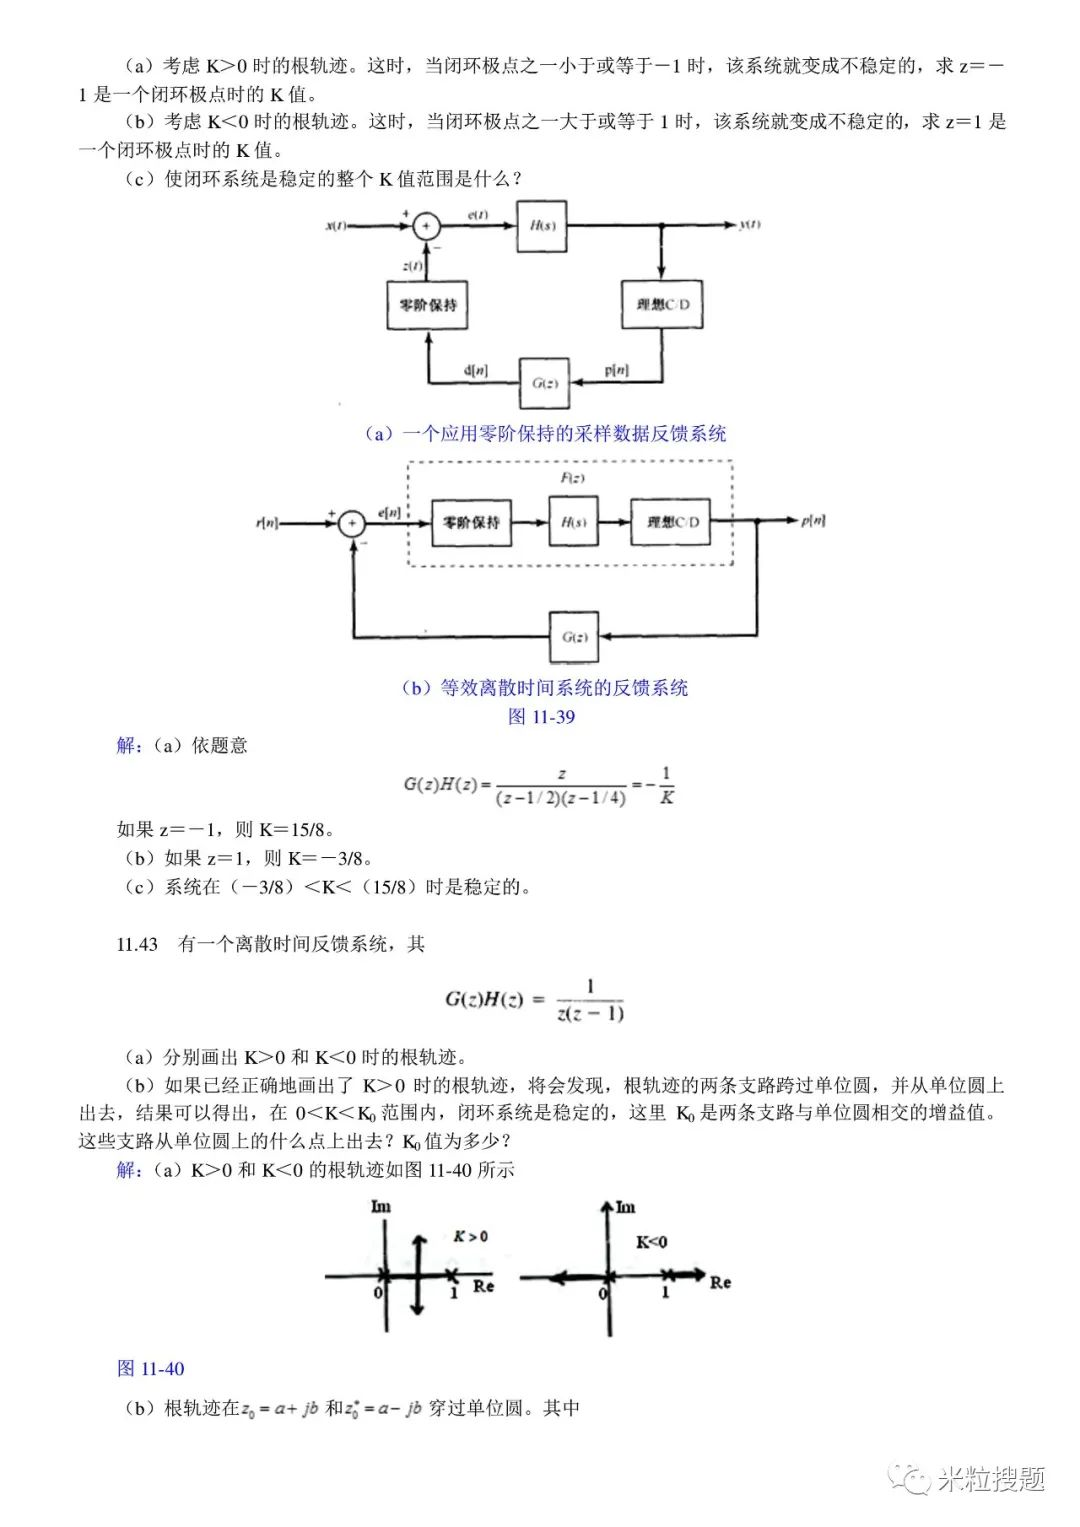 （a）考虑 K＞0 时的根轨迹。这时，当闭环极点之一小于或等于－1 时，该系统就变成不稳定的，求 z＝－
1 是一个闭环极点时的 K 值。
（b）考虑 K＜0 时的根轨迹。这时，当闭环极点之一大于或等于 1 时，该系统就变成不稳定的，求 z＝1 是
一个闭环极点时的 K 值。
（c）使闭环系统是稳定的整个 K 值范围是什么？
x(t)
+
+
−
e(t)
H(s)
y(t)
z(t)
零阶保持
理想C/D
d[n]
G(z)
p[n]
（a）一个应用零阶保持的采样数据反馈系统
F(z)
r[n]
+
+
−
e[n]
零阶保持
H(s)
理想C/D
p[n]
G(z)
（b）等效离散时间系统的反馈系统
图 11-39
解:（a）依题意
G(z)H(z)= z/((z−1/2)(z−1/4)) =− 1/K
如果 z＝－1，则 K＝15/8。
（b）如果 z＝1，则 K＝－3/8。
（c）系统在（－3/8）＜K＜（15/8）时是稳定的。
11.43 有一个离散时间反馈系统，其
G(z)H(z) = 1/(z(z − 1))
（a）分别画出 K＞0 和 K＜0 时的根轨迹。
（b）如果已经正确地画出了 K＞0 时的根轨迹，将会发现，根轨迹的两条支路跨过单位圆，并从单位圆上
出去，结果可以得出，在 0＜K＜K₀ 范围内，闭环系统是稳定的，这里 K₀ 是两条支路与单位圆相交的增益值。
这些支路从单位圆上的什么点上出去？K₀ 值为多少？
解:（a）K＞0 和 K＜0 的根轨迹如图 11-40 所示
Im
K > 0
0
1
Re
Im
K<0
0
1
Re
图 11-40
（b）根轨迹在 z₀ = a+ jb 和 z₀* = a− jb 穿过单位圆。其中
米粒搜题